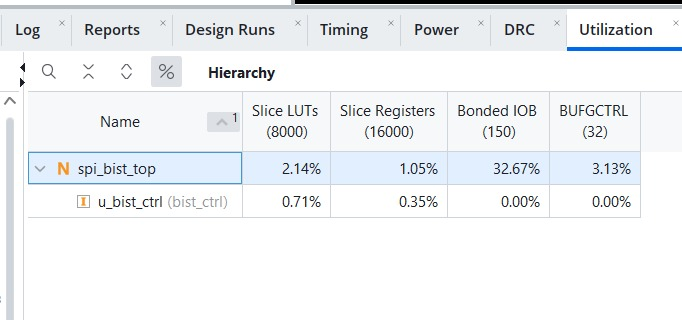 Log Reports Design Runs Timing Power DRC Utilization
% Hierarchy
Name 1 Slice LUTs (8000) Slice Registers (16000) Bonded IOB (150) BUFGCTRL (32)
N spi_bist_top 2.14% 1.05% 32.67% 3.13%
I u_bist_ctrl (bist_ctrl) 0.71% 0.35% 0.00% 0.00%